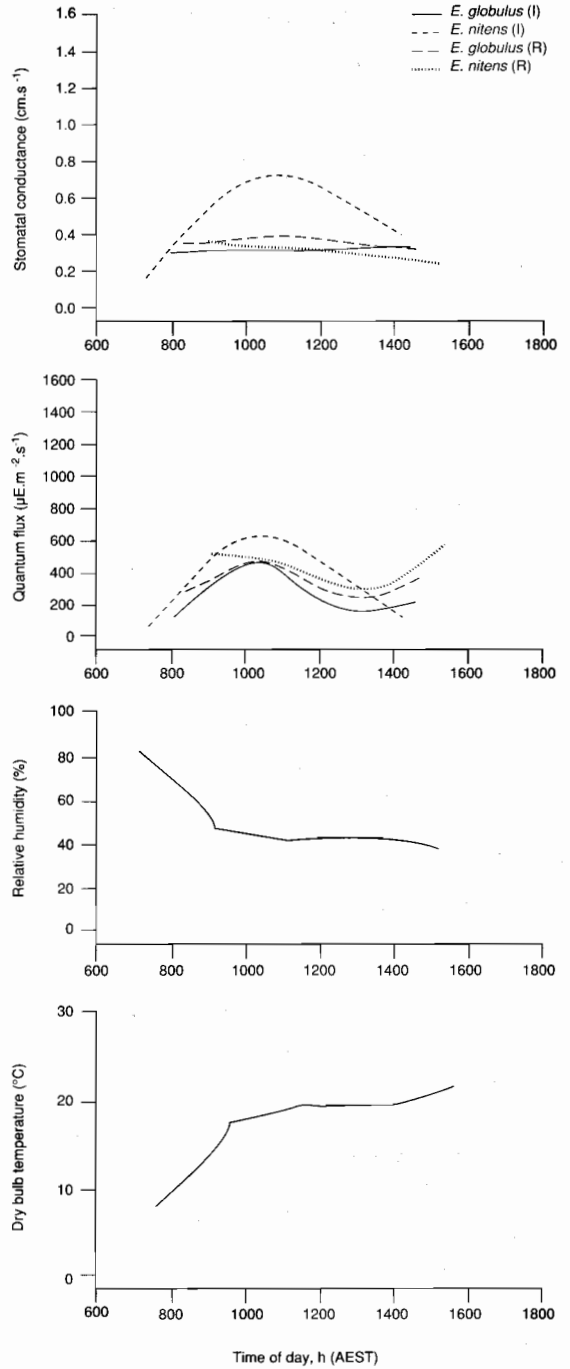 E. globulus (I)
E. nitens (I)
E. globulus (R)
E. nitens (R)
Stomatal conductance (cm.s⁻¹)
1.6
1.4
1.2
1.0
0.8
0.6
0.4
0.2
0.0
600 800 1000 1200 1400 1600 1800
Quantum flux (µE.m⁻².s⁻¹)
1600
1400
1200
1000
800
600
400
200
0
600 800 1000 1200 1400 1600 1800
Relative humidity (%)
100
80
60
40
20
0
600 800 1000 1200 1400 1600 1800
Dry bulb temperature (°C)
30
20
10
0
600 800 1000 1200 1400 1600 1800
Time of day, h (AEST)